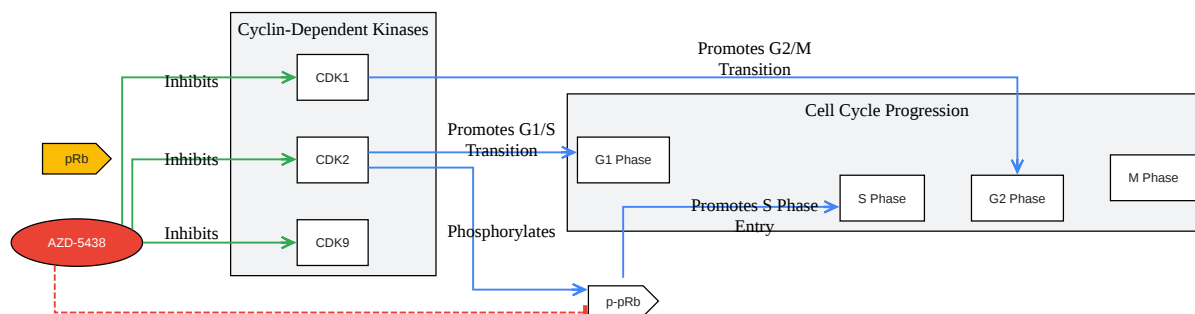 Cyclin-Dependent Kinases
CDK1
CDK2
CDK9
Inhibits
Inhibits
Inhibits
pRb
AZD-5438
Promotes G2/M
Transition
Promotes G1/S
Transition
Phosphorylates
Promotes S Phase
Entry
p-pRb
Cell Cycle Progression
G1 Phase
S Phase
G2 Phase
M Phase